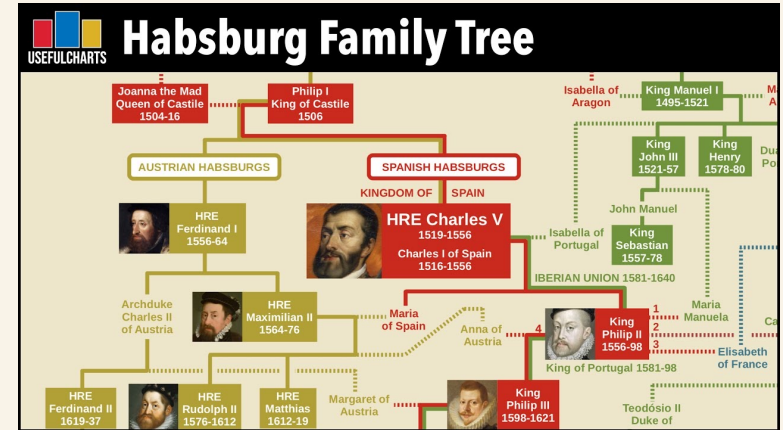 USEFULCHARTS
Habsburg Family Tree
Joanna the Mad
Queen of Castile
1504-16
Philip I
King of Castile
1506
Isabella of
Aragon
King Manuel I
1495-1521
AUSTRIAN HABSBURGS
SPANISH HABSBURGS
KINGDOM OF SPAIN
King
John III
1521-57
King
Henry
1578-80
HRE
Ferdinand I
1556-64
HRE Charles V
1519-1556
Charles I of Spain
1516-1556
John Manuel
Isabella of
Portugal
King
Sebastian
1557-78
IBERIAN UNION 1581-1640
Archduke
Charles II
of Austria
HRE
Maximilian II
1564-76
Maria
of Spain
Anna of
Austria
4
King
Philip II
1556-98
1
2
3
Maria
Manuela
Elisabeth
of France
King of Portugal 1581-98
HRE
Ferdinand II
1619-37
HRE
Rudolph II
1576-1612
HRE
Matthias
1612-19
Margaret of
Austria
King
Philip III
1598-1621
Teodósio II
Duke of